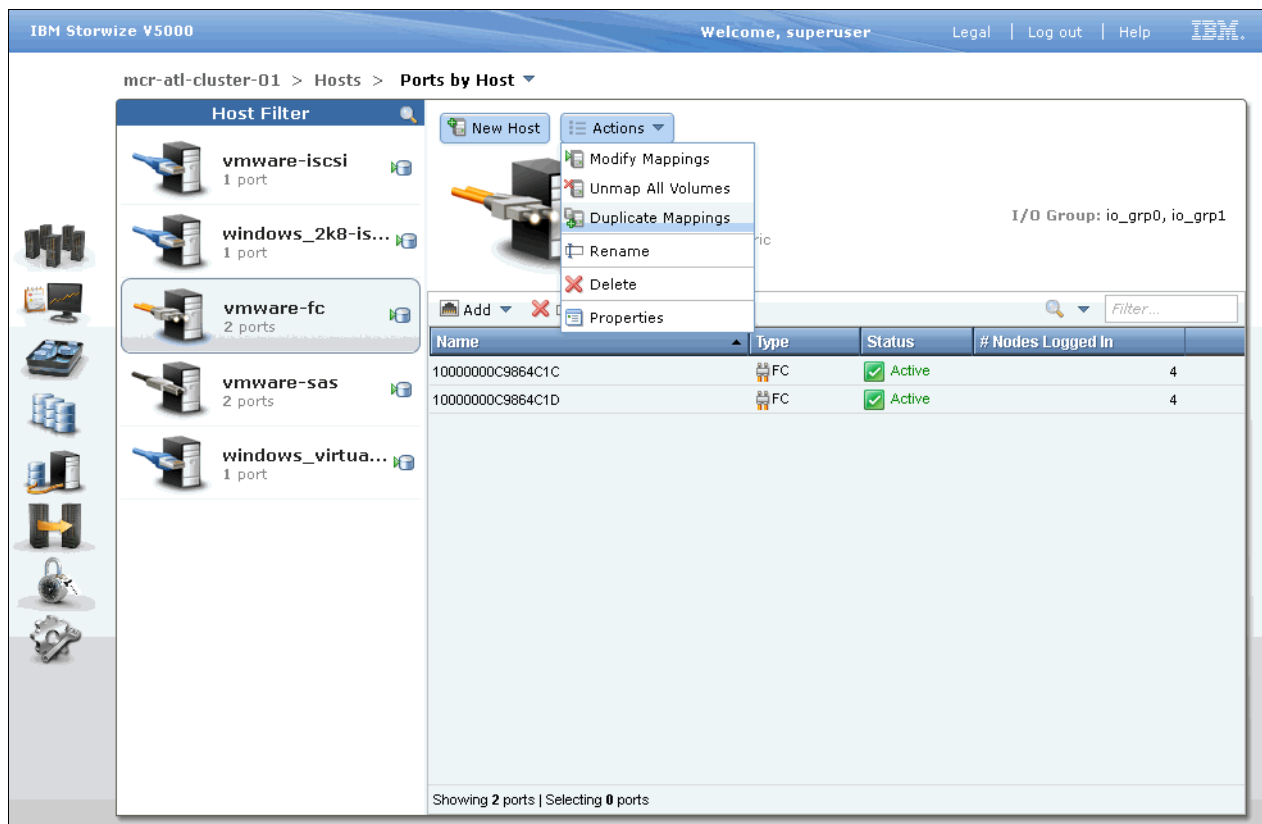 IBM Storwize V5000
Welcome, superuser
Legal | Log out | Help
IBM.
mcr-atl-cluster-01 > Hosts > Ports by Host
Host Filter
vmware-iscsi
1 port
windows_2k8-is...
1 port
vmware-fc
2 ports
vmware-sas
2 ports
windows_virtua...
1 port
New Host
Actions
Modify Mappings
Unmap All Volumes
Duplicate Mappings
Rename
Delete
Properties
I/O Group: io_grp0, io_grp1
Add
Filter...
Name
Type
Status
# Nodes Logged In
10000000C9864C1C
FC
Active
4
10000000C9864C1D
FC
Active
4
Showing 2 ports | Selecting 0 ports